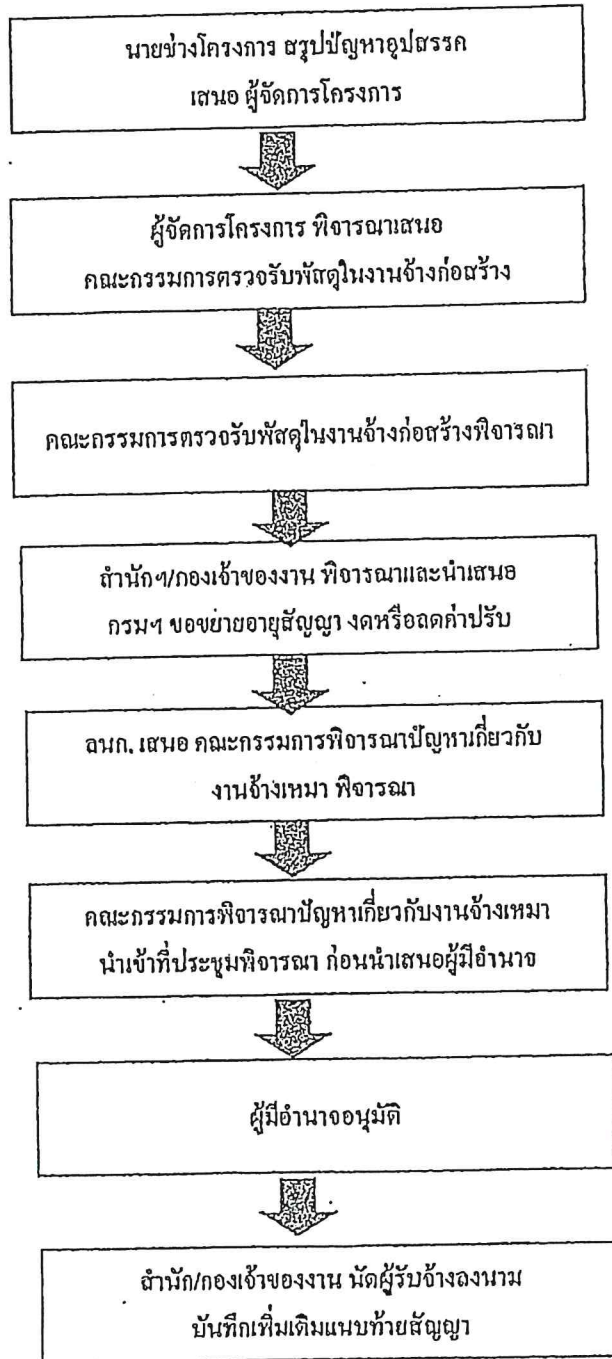 นายช่างโครงการ สรุปปัญหาอุปสรรค
เสนอ ผู้จัดการโครงการ
ผู้จัดการโครงการ พิจารณาเสนอ
คณะกรรมการตรวจรับพัสดุในงานจ้างก่อสร้าง
คณะกรรมการตรวจรับพัสดุในงานจ้างก่อสร้างพิจารณา
สำนักฯ/กองเจ้าของงาน พิจารณาและนำเสนอ
กรมฯ ขอขยายอายุสัญญา งดหรือลดค่าปรับ
ลนก. เสนอ คณะกรรมการพิจารณาปัญหาเกี่ยวกับ
งานจ้างเหมา พิจารณา
คณะกรรมการพิจารณาปัญหาเกี่ยวกับงานจ้างเหมา
นำเข้าที่ประชุมพิจารณา ก่อนนำเสนอผู้มีอำนาจ
ผู้มีอำนาจอนุมัติ
สำนัก/กองเจ้าของงาน นัดผู้รับจ้างลงนาม
บันทึกเพิ่มเติมแนบท้ายสัญญา